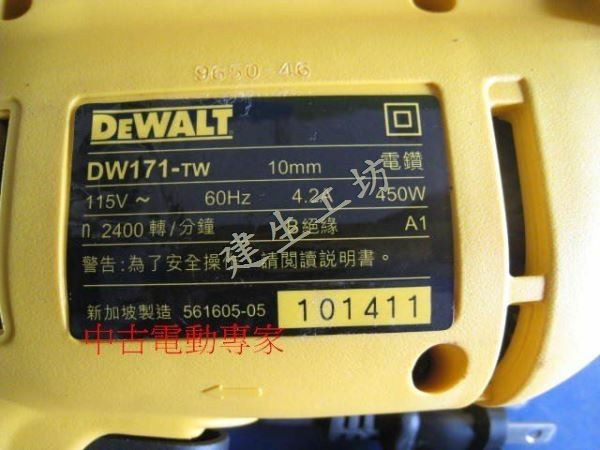 9650-46
DEWALT
DW171-TW 10mm 電鑽
115V ~ 60Hz 450W
n 2400 轉/分鐘 B絕緣 A1
警告:為了安全操作 請閱讀說明書。
新加坡製造 561605-05 101411
建生工坊
中古電動專家